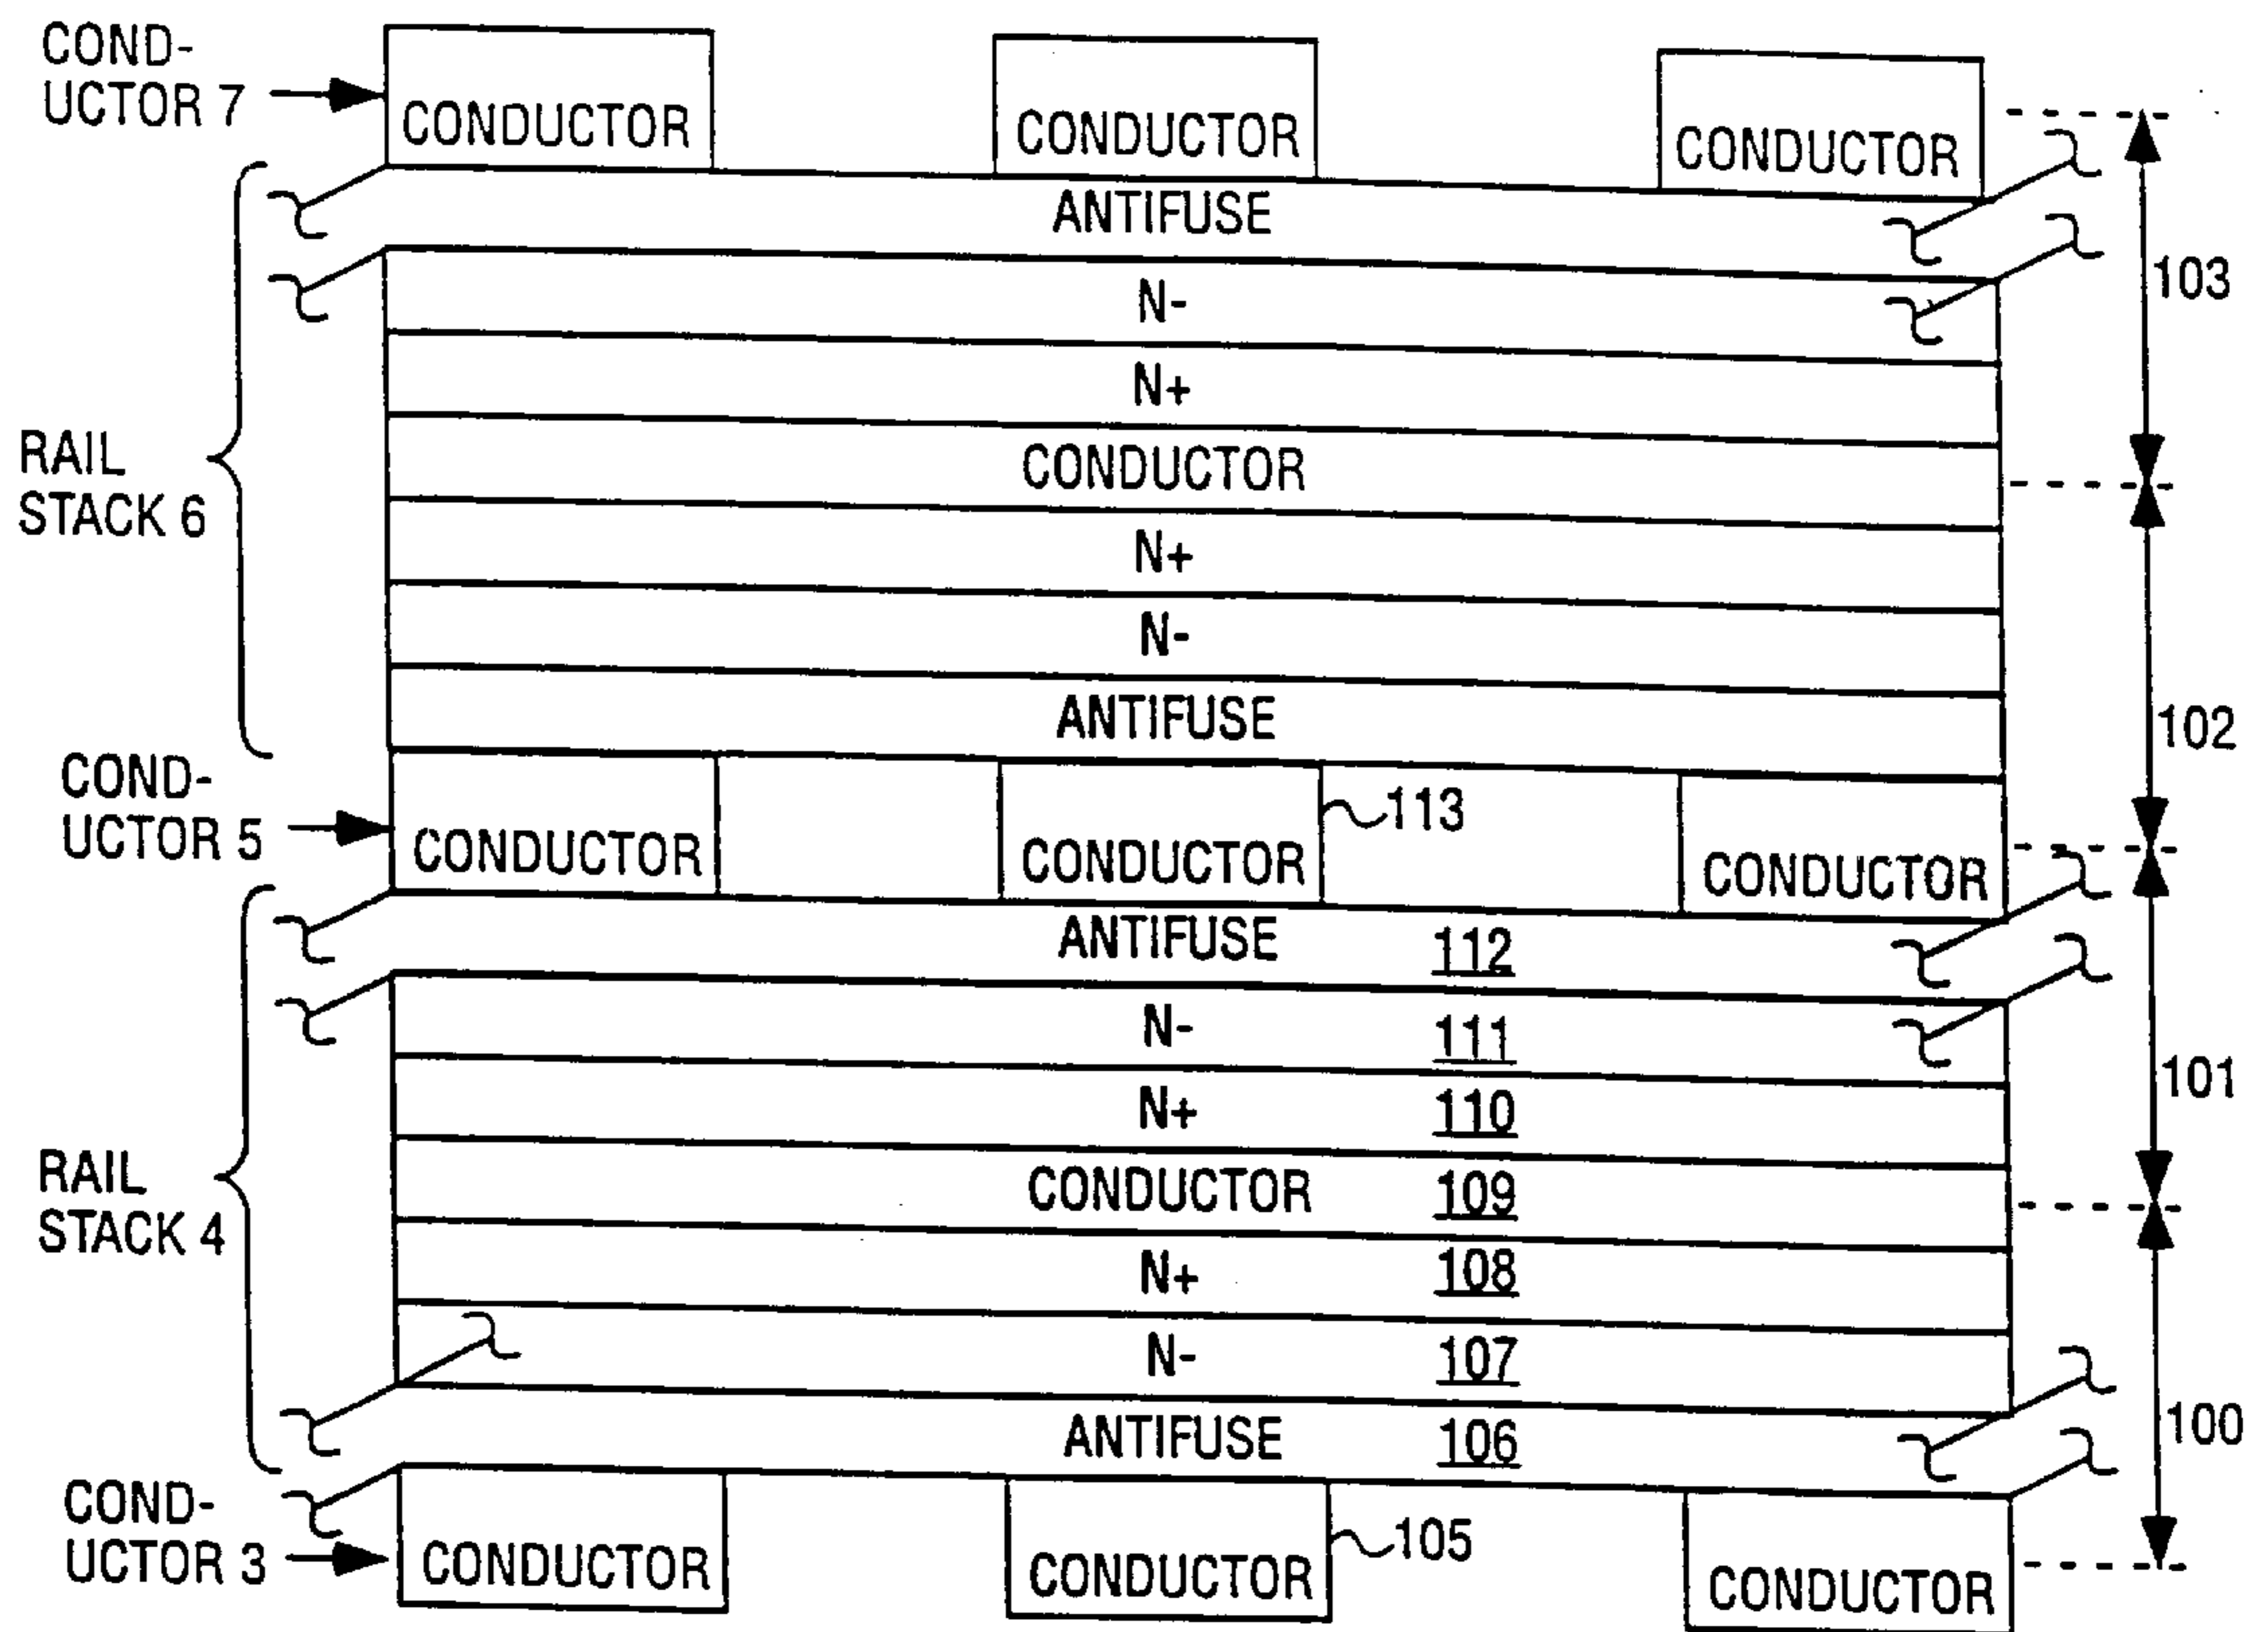 COND-
UCTOR 7
CONDUCTOR
CONDUCTOR
CONDUCTOR
ANTIFUSE
N-
103
N+
RAIL
STACK 6
CONDUCTOR
N+
N-
102
ANTIFUSE
COND-
UCTOR 5
CONDUCTOR
CONDUCTOR
113
CONDUCTOR
ANTIFUSE 112
N- 111
101
N+ 110
RAIL
STACK 4
CONDUCTOR 109
N+ 108
N- 107
100
ANTIFUSE 106
COND-
UCTOR 3
CONDUCTOR
CONDUCTOR
105
CONDUCTOR